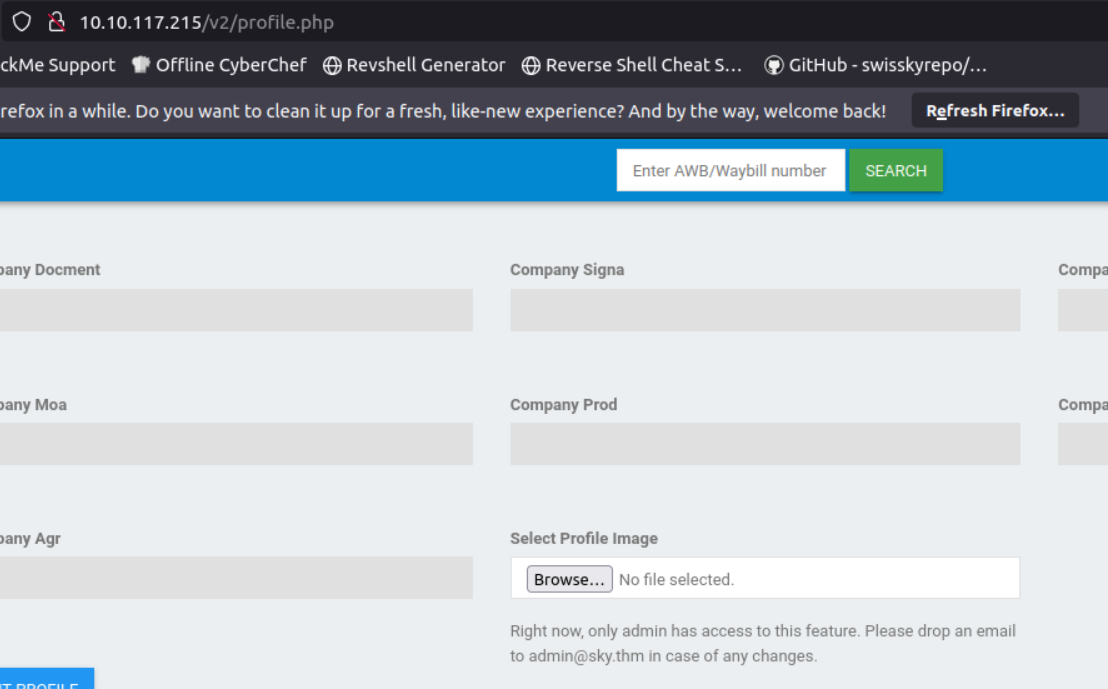 10.10.117.215/v2/profile.php
ckMe Support Offline CyberChef Revshell Generator Reverse Shell Cheat S... GitHub - swisskyrepo/...
refox in a while. Do you want to clean it up for a fresh, like-new experience? And by the way, welcome back! Refresh Firefox...
Enter AWB/Waybill number SEARCH
pany Docment Company Signa Compa
pany Moa Company Prod Compa
pany Agr Select Profile Image
Browse... No file selected.
Right now, only admin has access to this feature. Please drop an email
to admin@sky.thm in case of any changes.
IT PROFILE